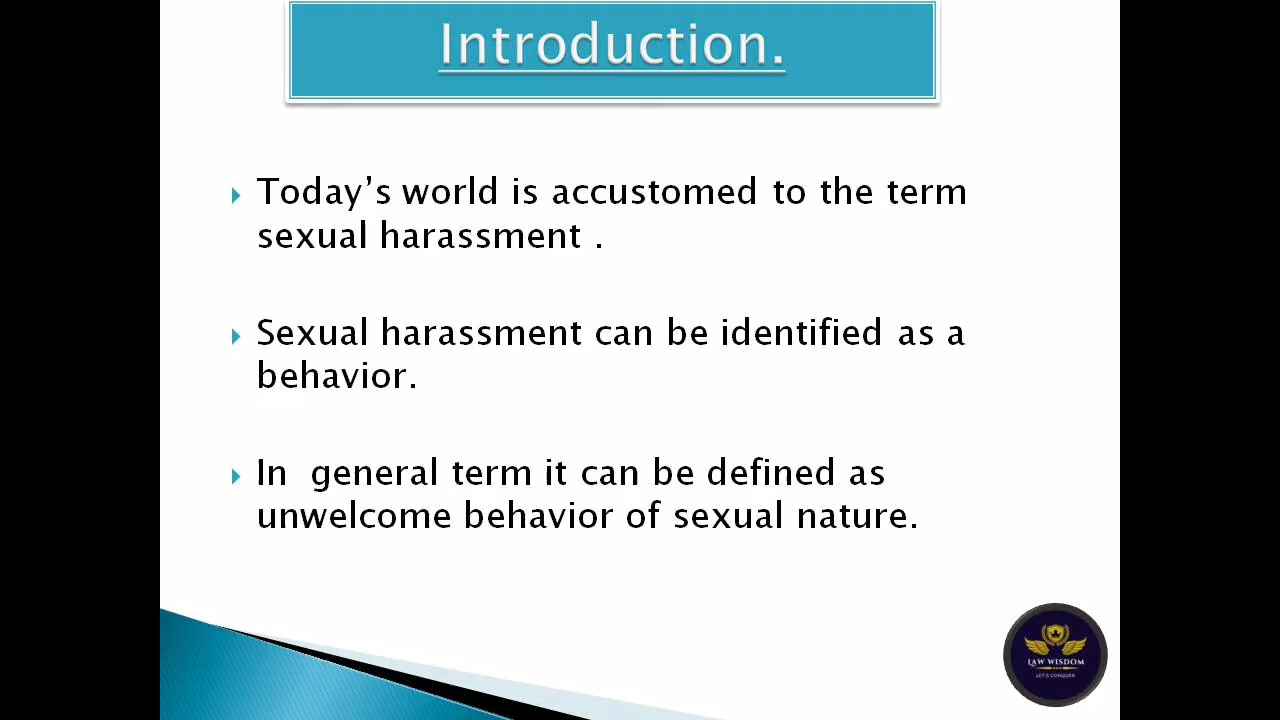 Introduction.
Today’s world is accustomed to the term
sexual harassment .
Sexual harassment can be identified as a
behavior.
In  general term it can be defined as
unwelcome behavior of sexual nature.
LAW WISDOM
LET'S CONQUER